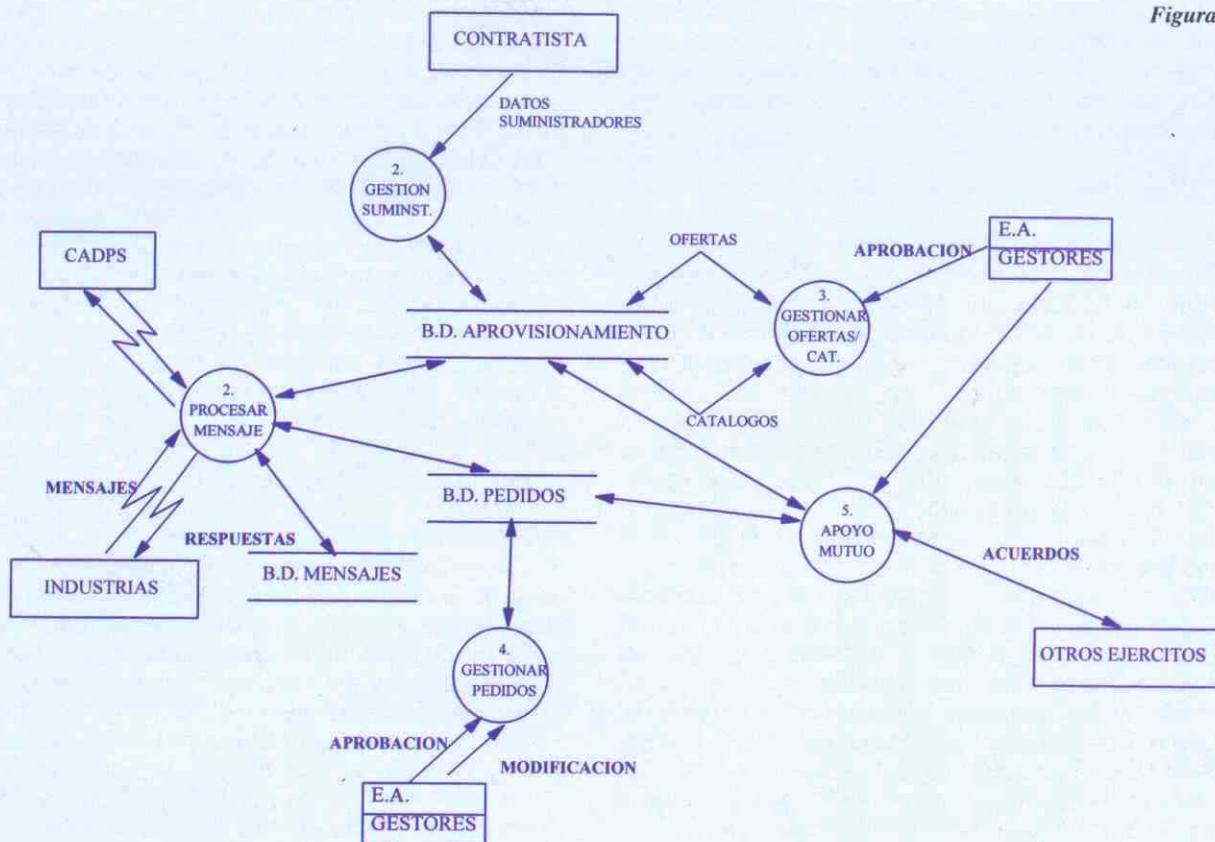 Figura
CONTRATISTA
DATOS
SUMINISTRADORES
2.
GESTION
SUMINST.
CADPS
OFERTAS
APROBACION
E.A.
GESTORES
3.
GESTIONAR
OFERTAS/
CAT.
B.D. APROVISIONAMIENTO
2.
PROCESAR
MENSAJE
CATALOGOS
MENSAJES
B.D. PEDIDOS
5.
APOYO
MUTUO
RESPUESTAS
ACUERDOS
INDUSTRIAS
B.D. MENSAJES
4.
GESTIONAR
PEDIDOS
OTROS EJERCITOS
APROBACION
MODIFICACION
E.A.
GESTORES